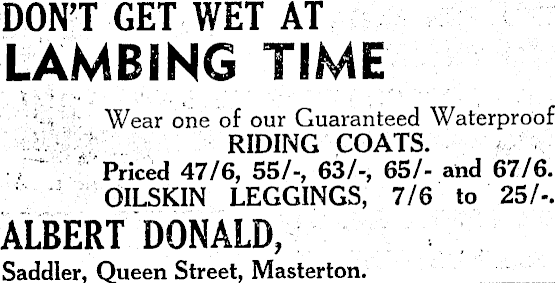 DON'T GET WET AT
LAMBING TIME
Wear one of our Guaranteed Waterproof
RIDING COATS.
Priced 47/6, 55/-, 63/-, 65/- and 67/6.
OILSKIN LEGGINGS, 7/6 to 25/-.
ALBERT DONALD,
Saddler, Queen Street, Masterton.